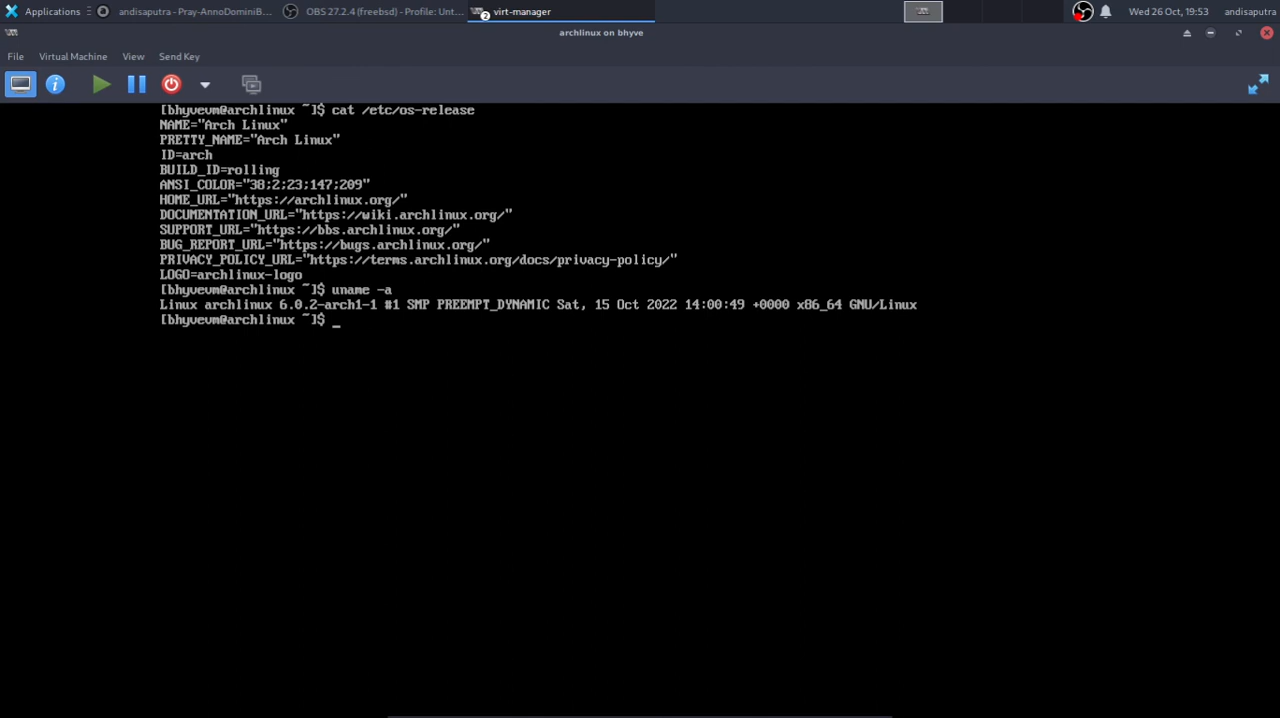 Applications andisaputra - Pray-AnnoDominiB... OBS 27.2.4 (freebsd) - Profile: Unt... 2 virt-manager Wed 26 Oct, 19:53 andisaputra
archlinux on bhyve
File Virtual Machine View Send Key
[bhyvevm@archlinux ~]$ cat /etc/os-release
NAME="Arch Linux"
PRETTY_NAME="Arch Linux"
ID=arch
BUILD_ID=rolling
ANSI_COLOR="38;2;23;147;209"
HOME_URL="https://archlinux.org/"
DOCUMENTATION_URL="https://wiki.archlinux.org/"
SUPPORT_URL="https://bbs.archlinux.org/"
BUG_REPORT_URL="https://bugs.archlinux.org/"
PRIVACY_POLICY_URL="https://terms.archlinux.org/docs/privacy-policy/"
LOGO=archlinux-logo
[bhyvevm@archlinux ~]$ uname -a
Linux archlinux 6.0.2-arch1-1 #1 SMP PREEMPT_DYNAMIC Sat, 15 Oct 2022 14:00:49 +0000 x86_64 GNU/Linux
[bhyvevm@archlinux ~]$ _